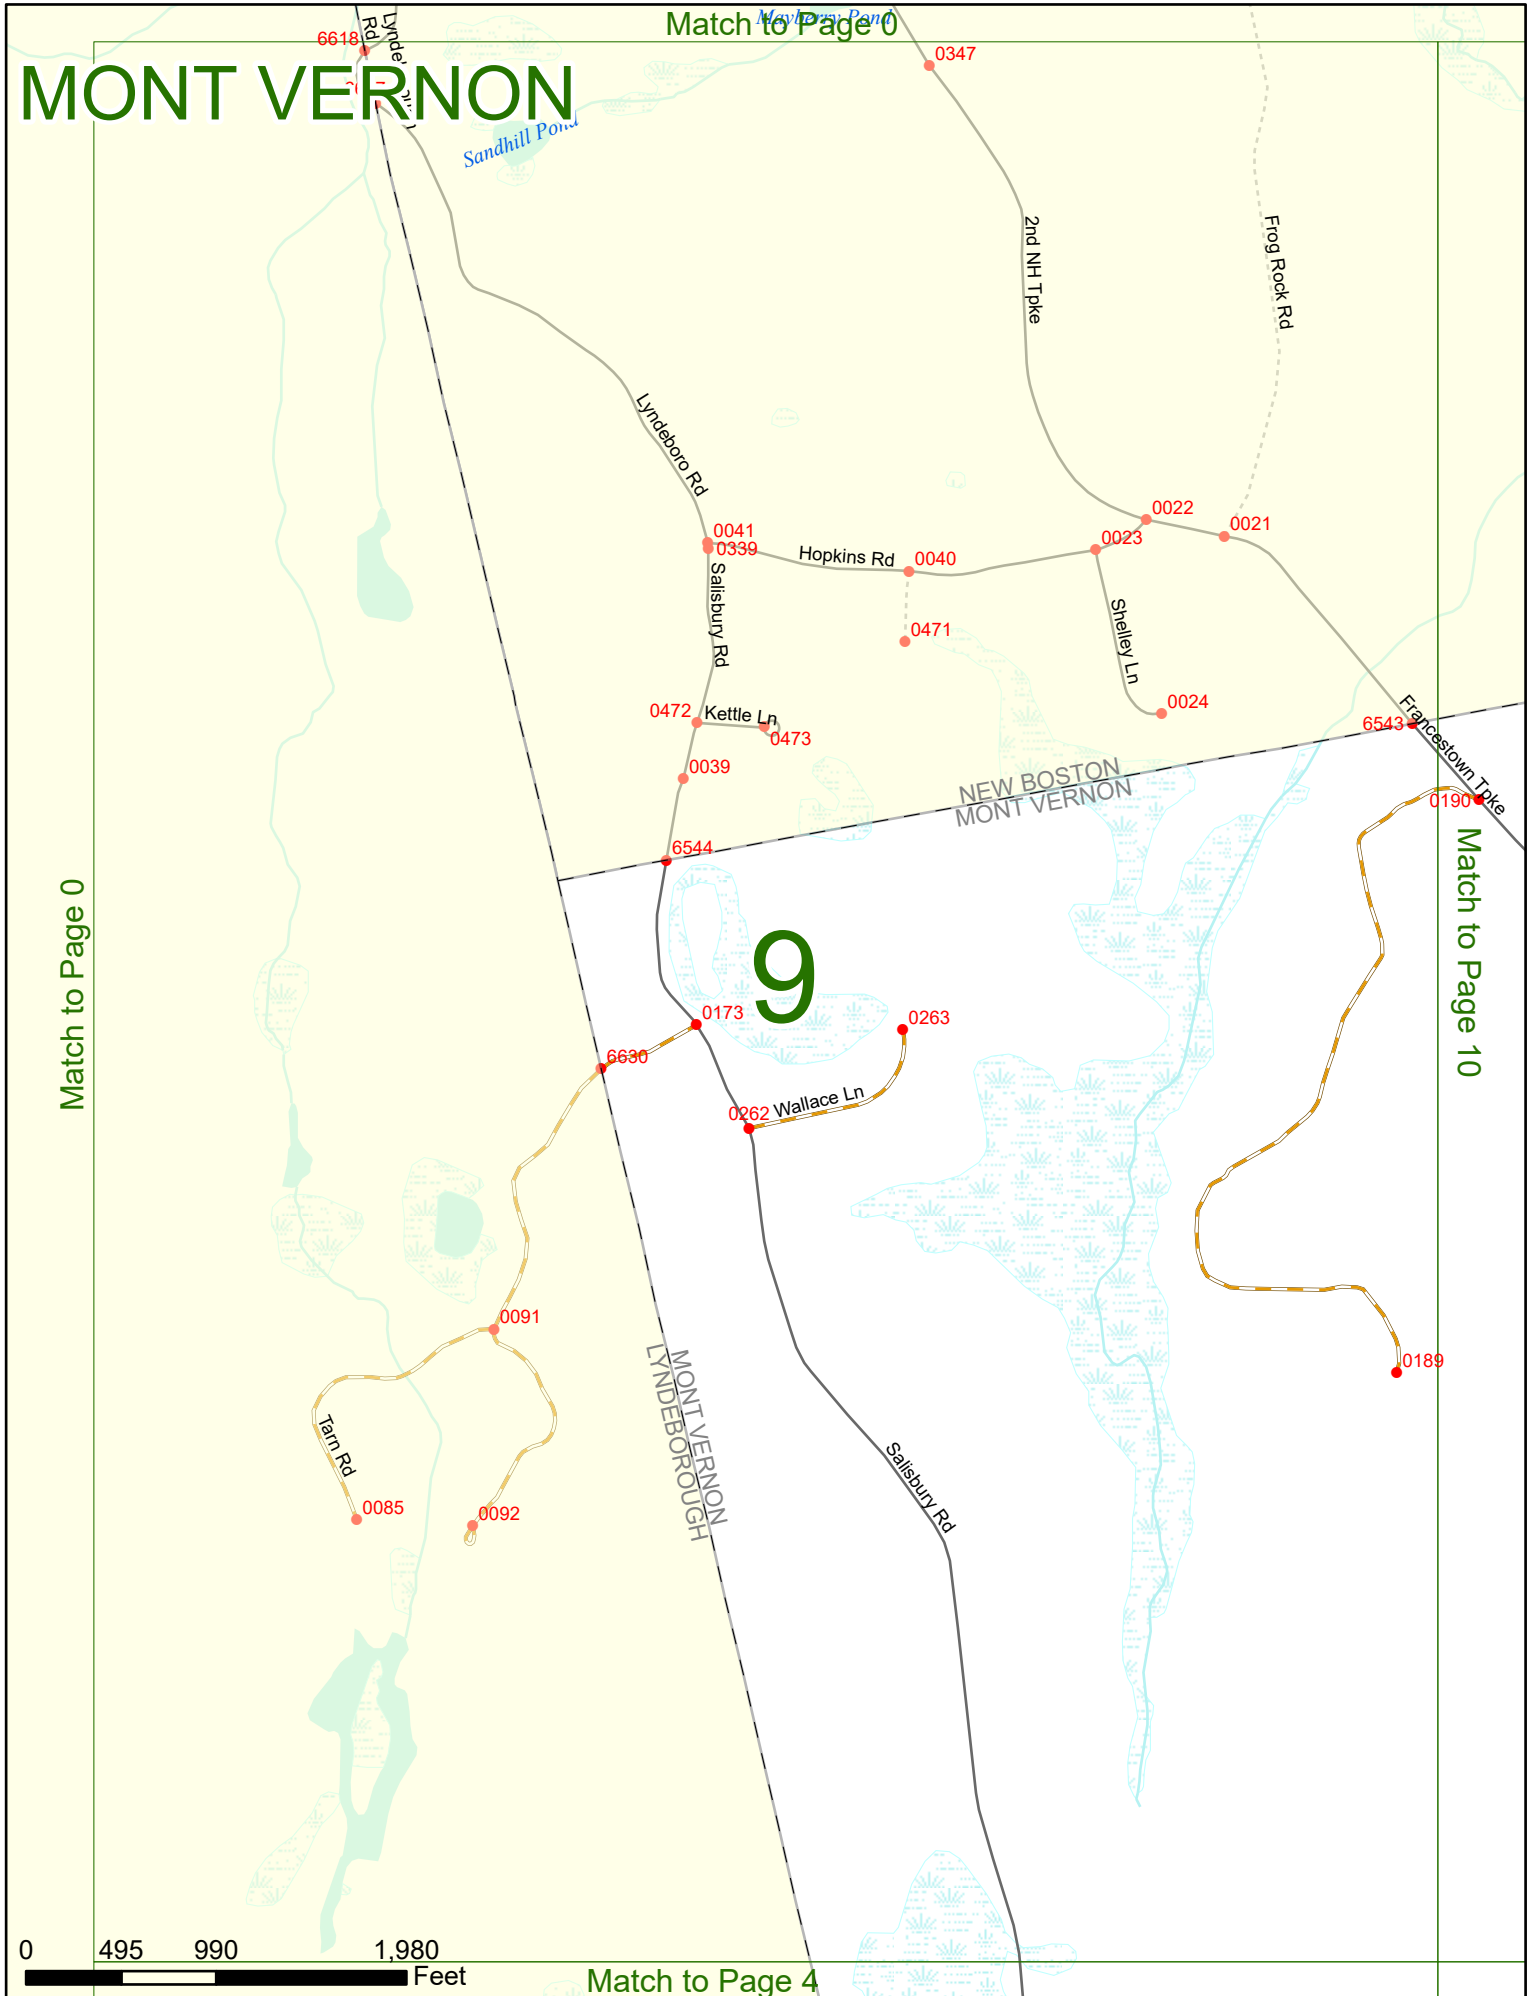 Mayberry Pond
Match to Page 0
Rd
6618
0347
MONT VERNON
Sandhill Pond
2nd NH Tpke
Frog Rock Rd
Lyndeboro Rd
0022
0021
0041
0023
0339
Hopkins Rd
0040
Salisbury Rd
Shelley Ln
0471
0024
0472
Kettle Ln
0473
6543
Francestown Tpke
0039
NEW BOSTON
MONT VERNON
0190
6544
Match to Page 0
Match to Page 10
9
0173
0263
6630
Wallace Ln
0262
0091
0189
MONT VERNON
LYNDEBOROUGH
Tarn Rd
Salisbury Rd
0085
0092
0 495 990 1,980
Feet
Match to Page 4